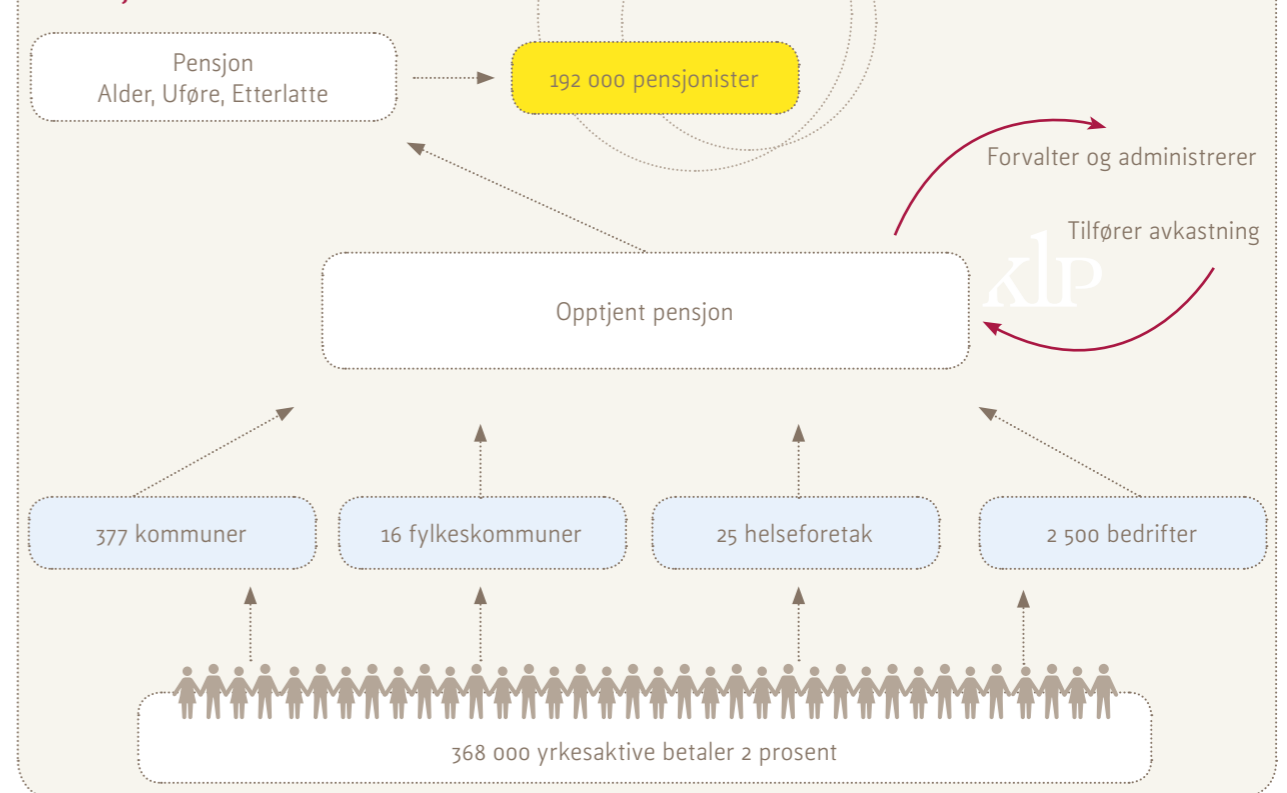 Pensjon
Alder, Uføre, Etterlatte
192 000 pensjonister
Forvalter og administrerer
Tilfører avkastning
klp
Opptjent pensjon
377 kommuner
16 fylkeskommuner
25 helseforetak
2 500 bedrifter
368 000 yrkesaktive betaler 2 prosent